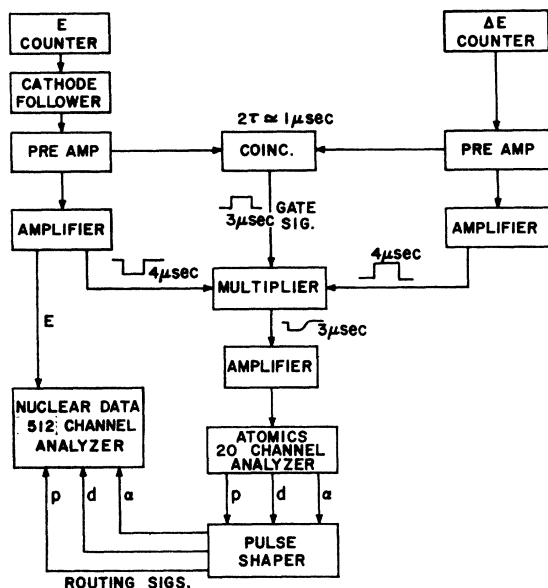 E
COUNTER
ΔE
COUNTER
CATHODE
FOLLOWER
2τ ≃ 1μsec
PRE AMP
COINC.
PRE AMP
3μsec
GATE
SIG.
AMPLIFIER
AMPLIFIER
4μsec
4μsec
MULTIPLIER
E
3μsec
AMPLIFIER
NUCLEAR DATA
512 CHANNEL
ANALYZER
ATOMICS
20 CHANNEL
ANALYZER
p d α
p d α
PULSE
SHAPER
ROUTING SIGS.